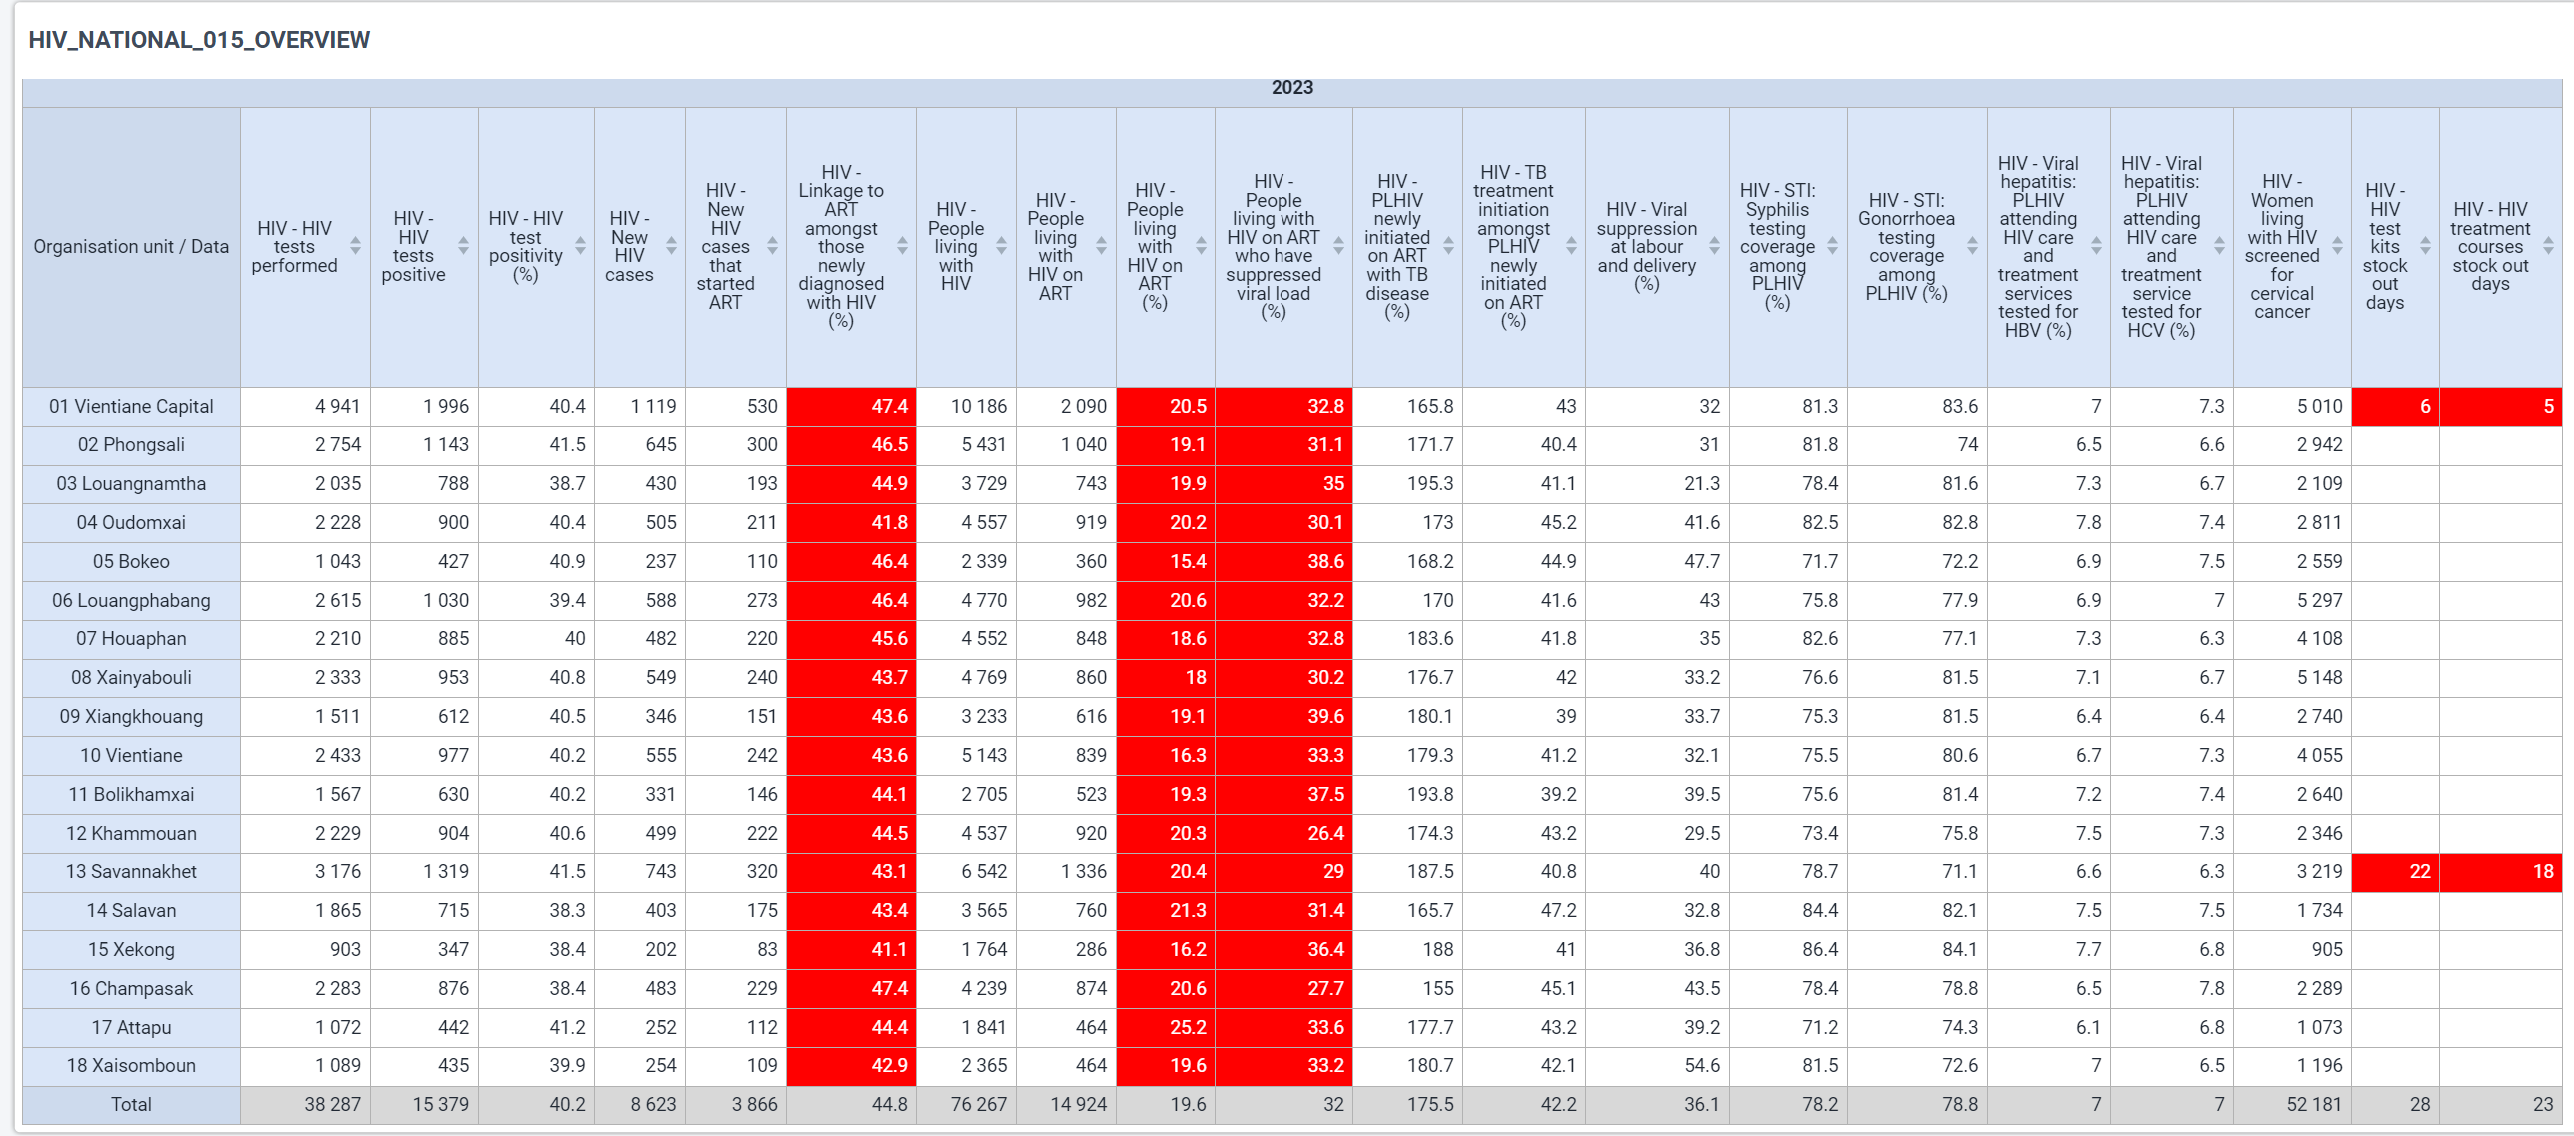 HIV_NATIONAL_015_OVERVIEW
2023
Organisation unit / Data | HIV - HIV tests performed | HIV - HIV tests positive | HIV - HIV test positivity (%) | HIV - New HIV cases | HIV - New HIV cases that started ART | HIV - Linkage to ART amongst those newly diagnosed with HIV (%) | HIV - People living with HIV | HIV - People living with HIV on ART | HIV - People living with HIV on ART (%) | HIV - People living with HIV on ART who have suppressed viral load (%) | HIV - PLHIV newly initiated on ART with TB disease (%) | HIV - TB treatment initiation amongst PLHIV newly initiated on ART (%) | HIV - Viral suppression at labour and delivery (%) | HIV - STI: Syphilis testing coverage among PLHIV (%) | HIV - STI: Gonorrhoea testing coverage among PLHIV (%) | HIV - Viral hepatitis: PLHIV attending HIV care and treatment services tested for HBV (%) | HIV - Viral hepatitis: PLHIV attending HIV care and treatment service tested for HCV (%) | HIV - Women living with HIV screened for cervical cancer | HIV - HIV test kits stock out days | HIV - HIV treatment courses stock out days
01 Vientiane Capital | 4 941 | 1 996 | 40.4 | 1 119 | 530 | 47.4 | 10 186 | 2 090 | 20.5 | 32.8 | 165.8 | 43 | 32 | 81.3 | 83.6 | 7 | 7.3 | 5 010 | 6 | 5
02 Phongsali | 2 754 | 1 143 | 41.5 | 645 | 300 | 46.5 | 5 431 | 1 040 | 19.1 | 31.1 | 171.7 | 40.4 | 31 | 81.8 | 74 | 6.5 | 6.6 | 2 942
03 Louangnamtha | 2 035 | 788 | 38.7 | 430 | 193 | 44.9 | 3 729 | 743 | 19.9 | 35 | 195.3 | 41.1 | 21.3 | 78.4 | 81.6 | 7.3 | 6.7 | 2 109
04 Oudomxai | 2 228 | 900 | 40.4 | 505 | 211 | 41.8 | 4 557 | 919 | 20.2 | 30.1 | 173 | 45.2 | 41.6 | 82.5 | 82.8 | 7.8 | 7.4 | 2 811
05 Bokeo | 1 043 | 427 | 40.9 | 237 | 110 | 46.4 | 2 339 | 360 | 15.4 | 38.6 | 168.2 | 44.9 | 47.7 | 71.7 | 72.2 | 6.9 | 7.5 | 2 559
06 Louangphabang | 2 615 | 1 030 | 39.4 | 588 | 273 | 46.4 | 4 770 | 982 | 20.6 | 32.2 | 170 | 41.6 | 43 | 75.8 | 77.9 | 6.9 | 7 | 5 297
07 Houaphan | 2 210 | 885 | 40 | 482 | 220 | 45.6 | 4 552 | 848 | 18.6 | 32.8 | 183.6 | 41.8 | 35 | 82.6 | 77.1 | 7.3 | 6.3 | 4 108
08 Xainyabouli | 2 333 | 953 | 40.8 | 549 | 240 | 43.7 | 4 769 | 860 | 18 | 30.2 | 176.7 | 42 | 33.2 | 76.6 | 81.5 | 7.1 | 6.7 | 5 148
09 Xiangkhouang | 1 511 | 612 | 40.5 | 346 | 151 | 43.6 | 3 233 | 616 | 19.1 | 39.6 | 180.1 | 39 | 33.7 | 75.3 | 81.5 | 6.4 | 6.4 | 2 740
10 Vientiane | 2 433 | 977 | 40.2 | 555 | 242 | 43.6 | 5 143 | 839 | 16.3 | 33.3 | 179.3 | 41.2 | 32.1 | 75.5 | 80.6 | 6.7 | 7.3 | 4 055
11 Bolikhamxai | 1 567 | 630 | 40.2 | 331 | 146 | 44.1 | 2 705 | 523 | 19.3 | 37.5 | 193.8 | 39.2 | 39.5 | 75.6 | 81.4 | 7.2 | 7.4 | 2 640
12 Khammouan | 2 229 | 904 | 40.6 | 499 | 222 | 44.5 | 4 537 | 920 | 20.3 | 26.4 | 174.3 | 43.2 | 29.5 | 73.4 | 75.8 | 7.5 | 7.3 | 2 346
13 Savannakhet | 3 176 | 1 319 | 41.5 | 743 | 320 | 43.1 | 6 542 | 1 336 | 20.4 | 29 | 187.5 | 40.8 | 40 | 78.7 | 71.1 | 6.6 | 6.3 | 3 219 | 22 | 18
14 Salavan | 1 865 | 715 | 38.3 | 403 | 175 | 43.4 | 3 565 | 760 | 21.3 | 31.4 | 165.7 | 47.2 | 32.8 | 84.4 | 82.1 | 7.5 | 7.5 | 1 734
15 Xekong | 903 | 347 | 38.4 | 202 | 83 | 41.1 | 1 764 | 286 | 16.2 | 36.4 | 188 | 41 | 36.8 | 86.4 | 84.1 | 7.7 | 6.8 | 905
16 Champasak | 2 283 | 876 | 38.4 | 483 | 229 | 47.4 | 4 239 | 874 | 20.6 | 27.7 | 155 | 45.1 | 43.5 | 78.4 | 78.8 | 6.5 | 7.8 | 2 289
17 Attapu | 1 072 | 442 | 41.2 | 252 | 112 | 44.4 | 1 841 | 464 | 25.2 | 33.6 | 177.7 | 43.2 | 39.2 | 71.2 | 74.3 | 6.1 | 6.8 | 1 073
18 Xaisomboun | 1 089 | 435 | 39.9 | 254 | 109 | 42.9 | 2 365 | 464 | 19.6 | 33.2 | 180.7 | 42.1 | 54.6 | 81.5 | 72.6 | 7 | 6.5 | 1 196
Total | 38 287 | 15 379 | 40.2 | 8 623 | 3 866 | 44.8 | 76 267 | 14 924 | 19.6 | 32 | 175.5 | 42.2 | 36.1 | 78.2 | 78.8 | 7 | 7 | 52 181 | 28 | 23